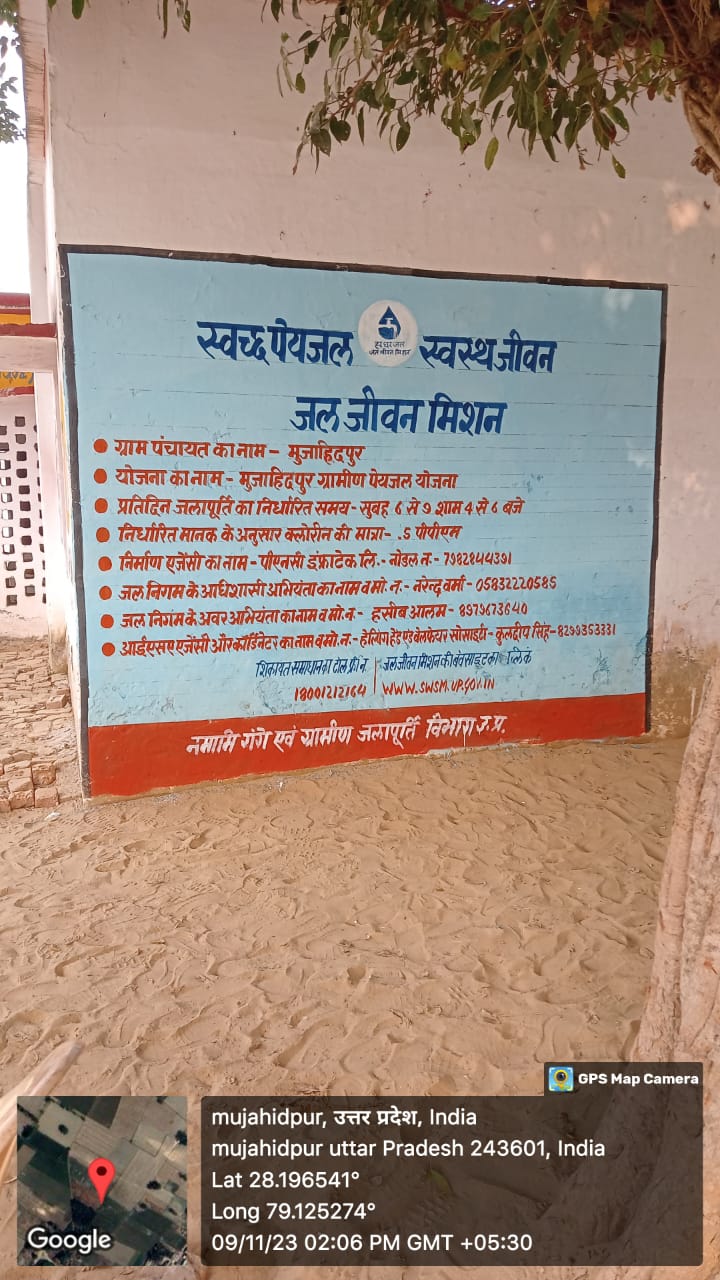 स्वच्छ पेयजल
हर घर जल
जल जीवन मिशन
स्वस्थ जीवन
जल जीवन मिशन
ग्राम पंचायत का नाम - मुजाहिदपुर
योजना का नाम - मुजाहिदपुर ग्रामीण पेयजल योजना
प्रतिदिन जलापूर्ति का निर्धारित समय - सुबह 6 से 9 शाम 4 से 6 बजे
निर्धारित मानक के अनुसार क्लोरीन की मात्रा - .5 पीपीएम
निर्माण एजेंसी का नाम - पीएनसी इंफ्राटेक लि.- नोडल न:- 7982844391
जल निगम के अधिशासी अभियंता का नाम व मो. न.- नरेन्द्र वर्मा - 05832220585
जल निगम के अवर अभियंता का नाम व मो.न - हसीब आलम - 8979673640
आईएसए एजेंसी और कॉर्डिनेटर का नाम व मो.न:- हेल्पिंग हेंड एंड वेलफेयर सोसाइटी - कुलदीप सिंह - 8299353331
शिकायत समाधान का टोल फ्री न. | जल जीवन मिशन की वेबसाइट का लिंक
18001212164 | WWW.SWSM.UP.GOV.IN
नमामि गंगे एवं ग्रामीण जलापूर्ति विभाग उ.प्र.
GPS Map Camera
mujahidpur, उत्तर प्रदेश, India
mujahidpur uttar Pradesh 243601, India
Lat 28.196541°
Long 79.125274°
09/11/23 02:06 PM GMT +05:30
Google